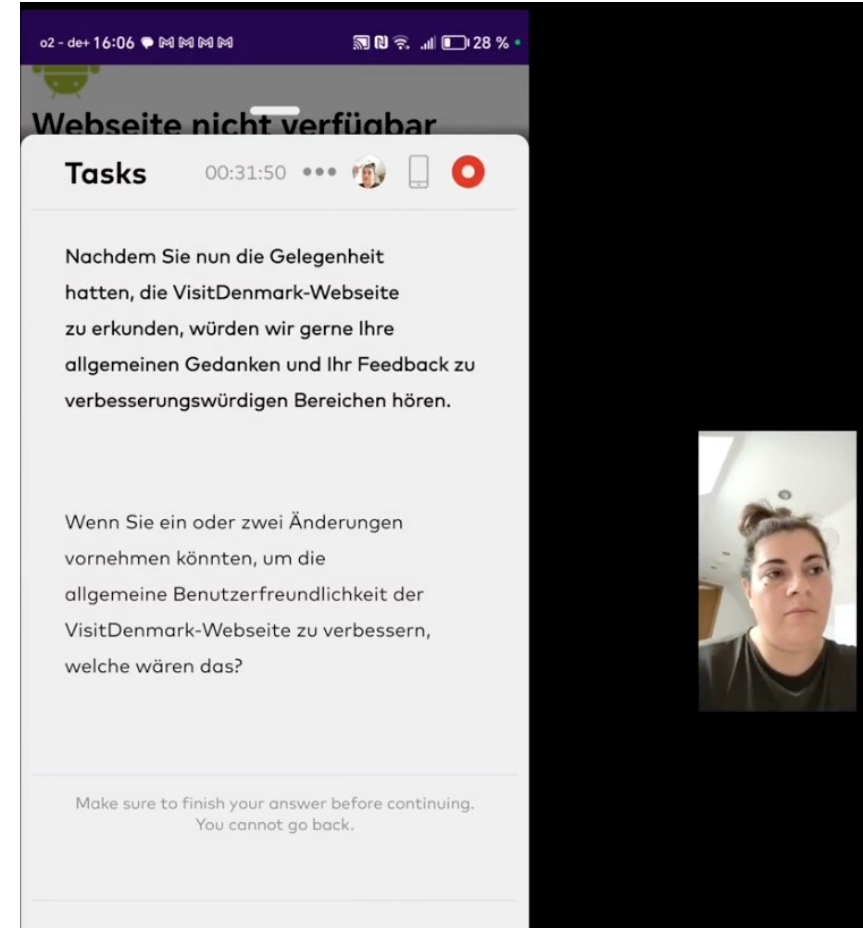 o2 - de+ 16:06 28 %
Webseite nicht verfügbar
Tasks 00:31:50
Nachdem Sie nun die Gelegenheit
hatten, die VisitDenmark-Webseite
zu erkunden, würden wir gerne Ihre
allgemeinen Gedanken und Ihr Feedback zu
verbesserungswürdigen Bereichen hören.
Wenn Sie ein oder zwei Änderungen
vornehmen könnten, um die
allgemeine Benutzerfreundlichkeit der
VisitDenmark-Webseite zu verbessern,
welche wären das?
Make sure to finish your answer before continuing.
You cannot go back.